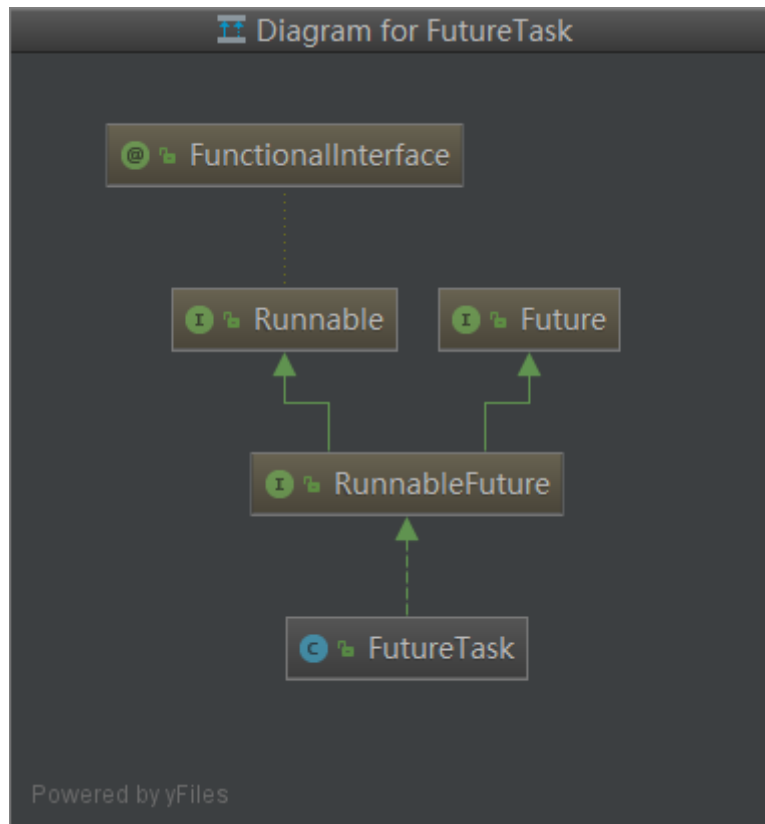 Diagram for FutureTask
@ FunctionalInterface
I Runnable
I Future
I RunnableFuture
C FutureTask
Powered by yFiles